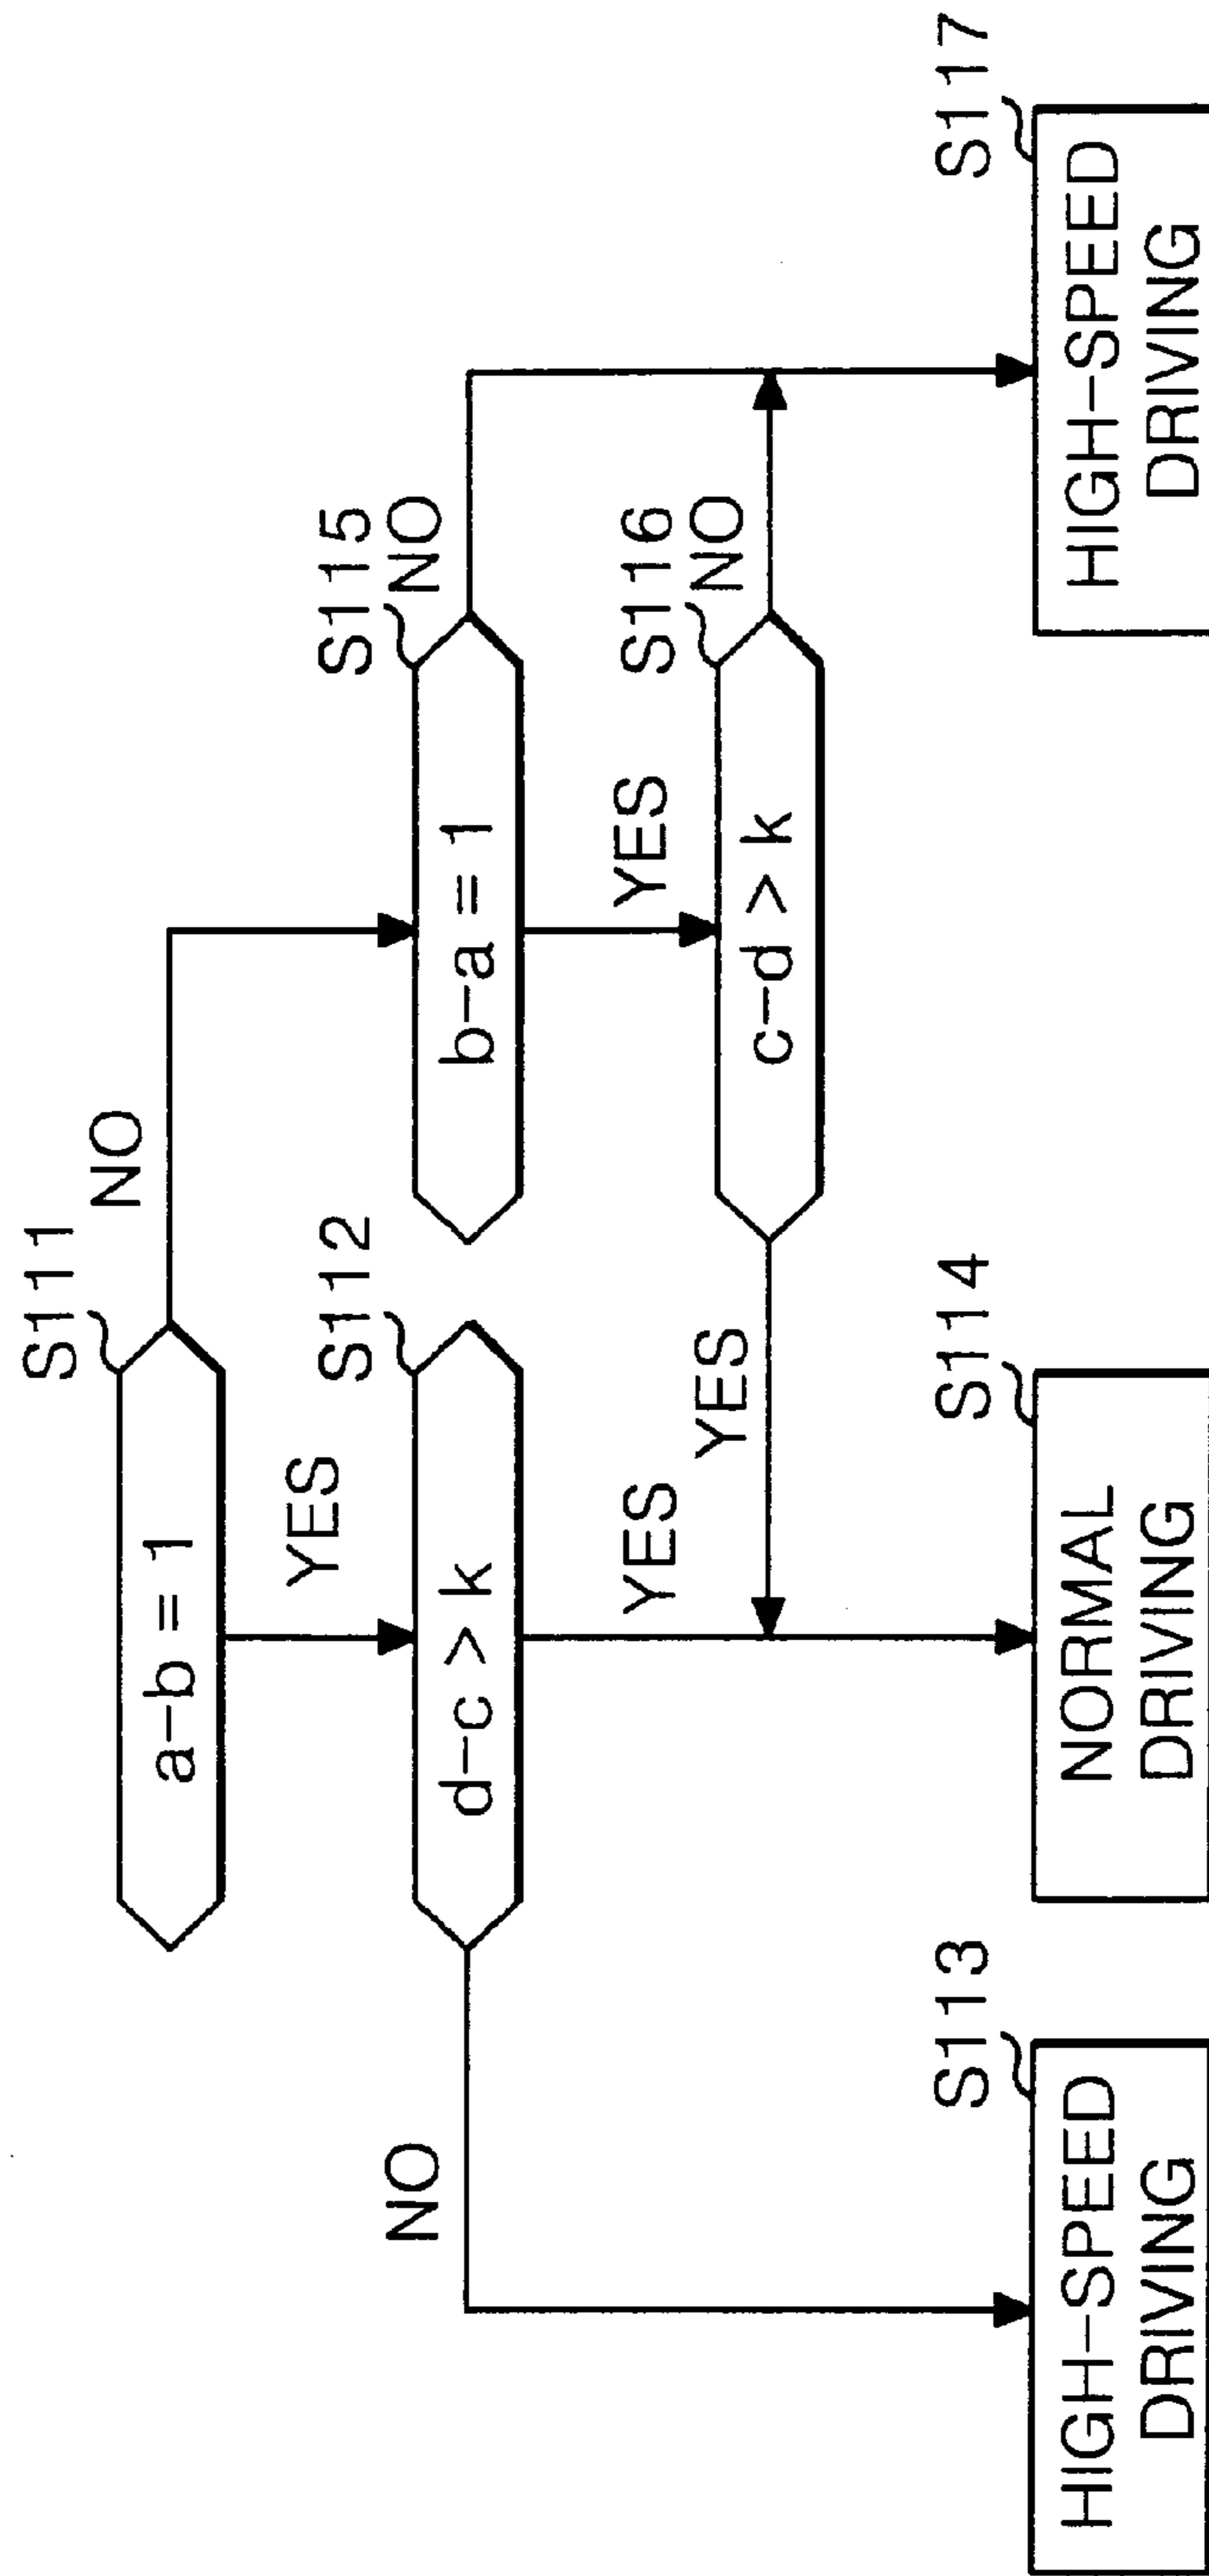 S111
a-b = 1
NO
YES
S112
d-c > k
NO
YES
S115
b-a = 1
NO
YES
S116
c-d > k
NO
YES
S113
HIGH-SPEED
DRIVING
S114
NORMAL
DRIVING
S117
HIGH-SPEED
DRIVING